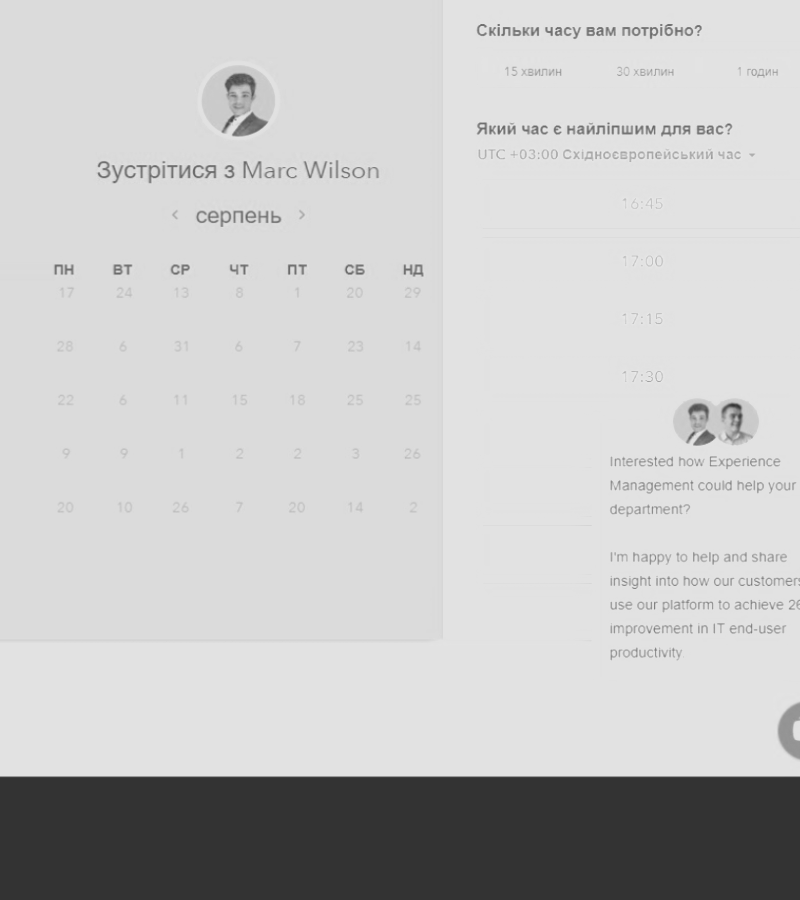 Зустрітися з Marc Wilson
серпень
ПН ВТ СР ЧТ ПТ СБ НД
17 24 13 8 1 20 29
28 6 31 6 7 23 14
22 6 11 15 18 25 25
9 9 1 2 2 3 26
20 10 26 7 20 14 2
Скільки часу вам потрібно?
15 хвилин 30 хвилин 1 годин
Який час є найліпшим для вас?
UTC +03:00 Східноєвропейський час
16:45
17:00
17:15
17:30
Interested how Experience
Management could help your
department?
I'm happy to help and share
insight into how our customers
use our platform to achieve 26
improvement in IT end-user
productivity